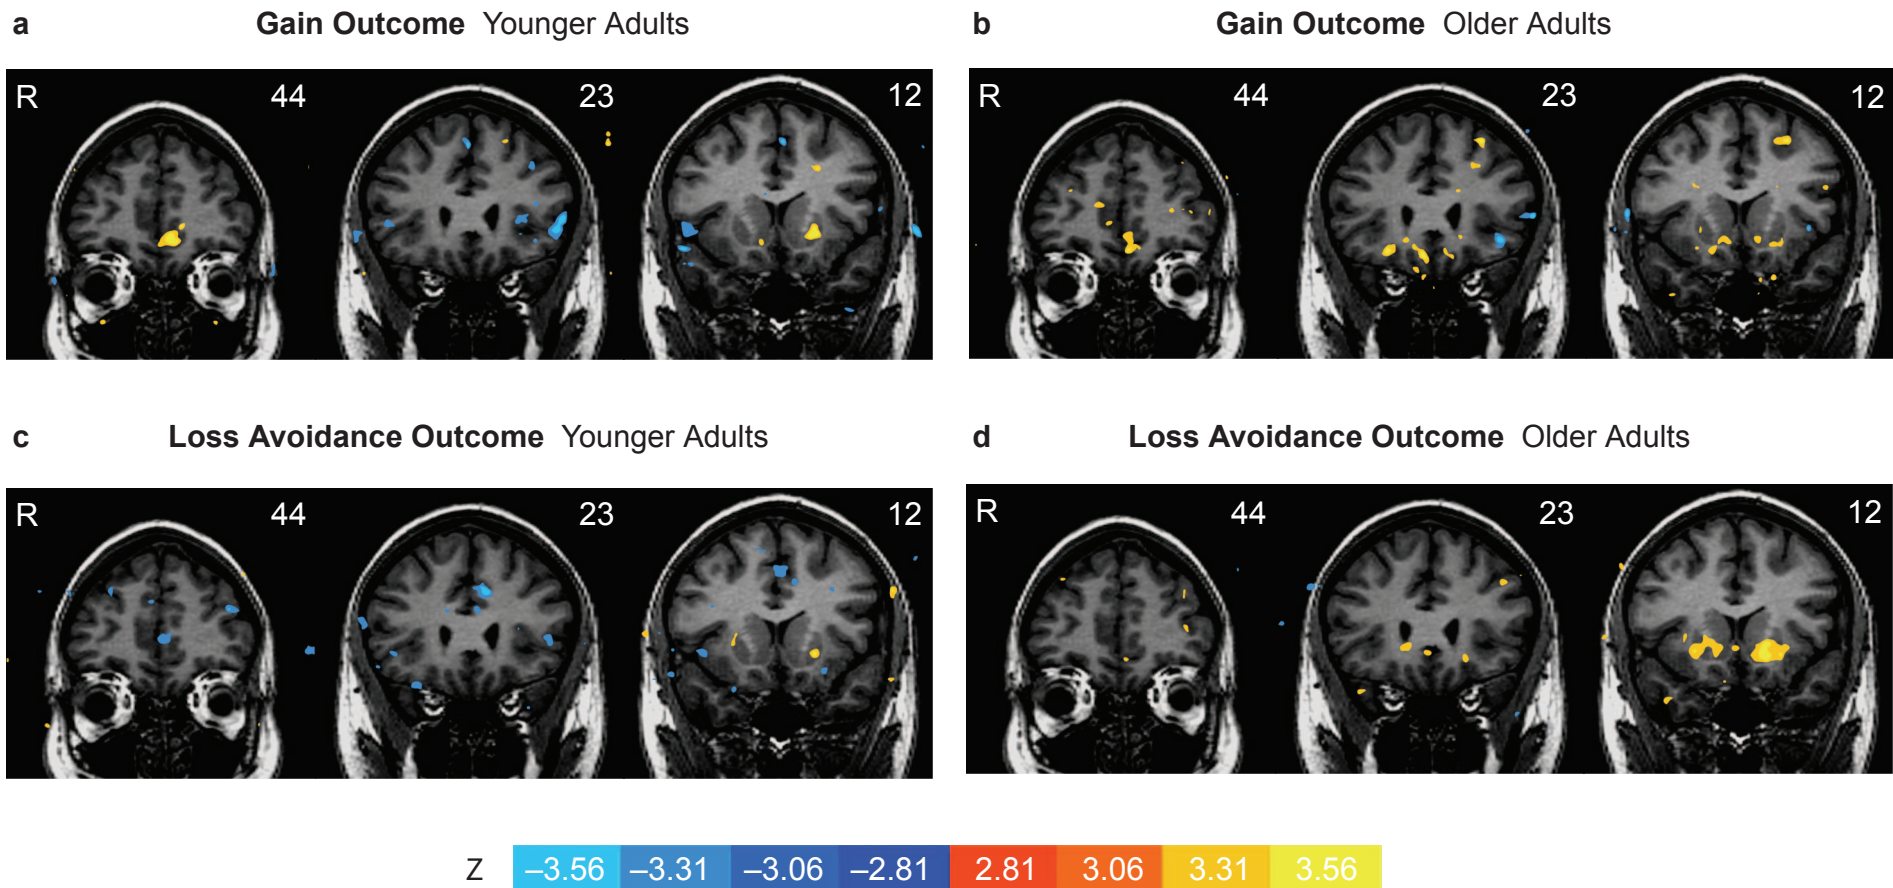 a Gain Outcome Younger Adults
R 44 23 12
b Gain Outcome Older Adults
R 44 23 12
c Loss Avoidance Outcome Younger Adults
R 44 23 12
d Loss Avoidance Outcome Older Adults
R 44 23 12
Z –3.56 –3.31 –3.06 –2.81 2.81 3.06 3.31 3.56